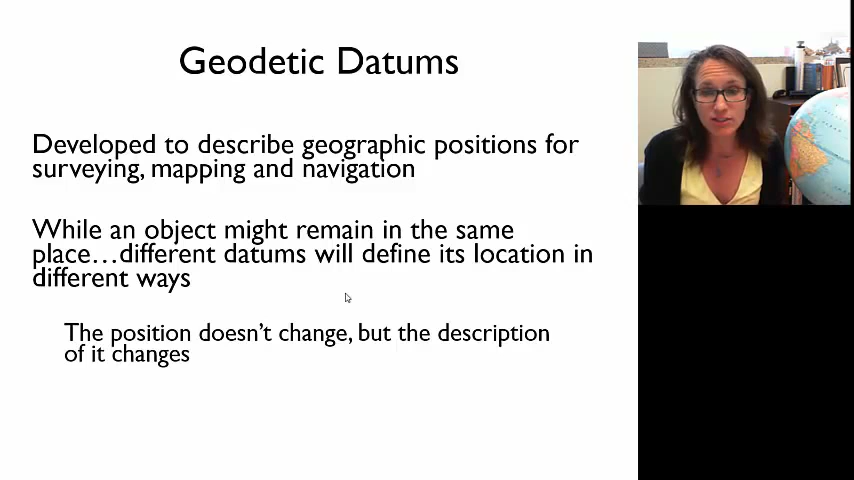 Geodetic Datums
Developed to describe geographic positions for
surveying, mapping and navigation
While an object might remain in the same
place…different datums will define its location in
different ways
The position doesn't change, but the description
of it changes